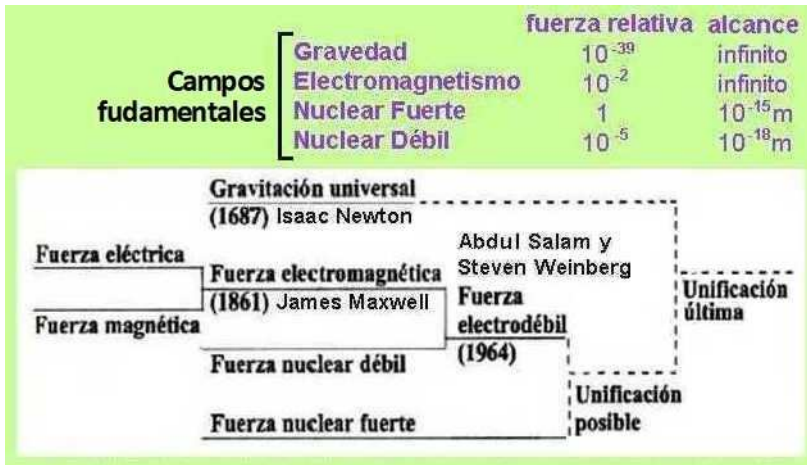 fuerza relativa alcance
Gravedad 10⁻³⁹ infinito
Campos Electromagnetismo 10⁻² infinito
fudamentales Nuclear Fuerte 1 10⁻¹⁵m
Nuclear Débil 10⁻⁵ 10⁻¹⁸m
Gravitación universal
(1687) Isaac Newton
Fuerza eléctrica
Fuerza magnética
Fuerza electromagnética
(1861) James Maxwell
Fuerza nuclear débil
Fuerza nuclear fuerte
Abdul Salam y
Steven Weinberg
Fuerza
electrodébil
(1964)
Unificación
posible
Unificación
última